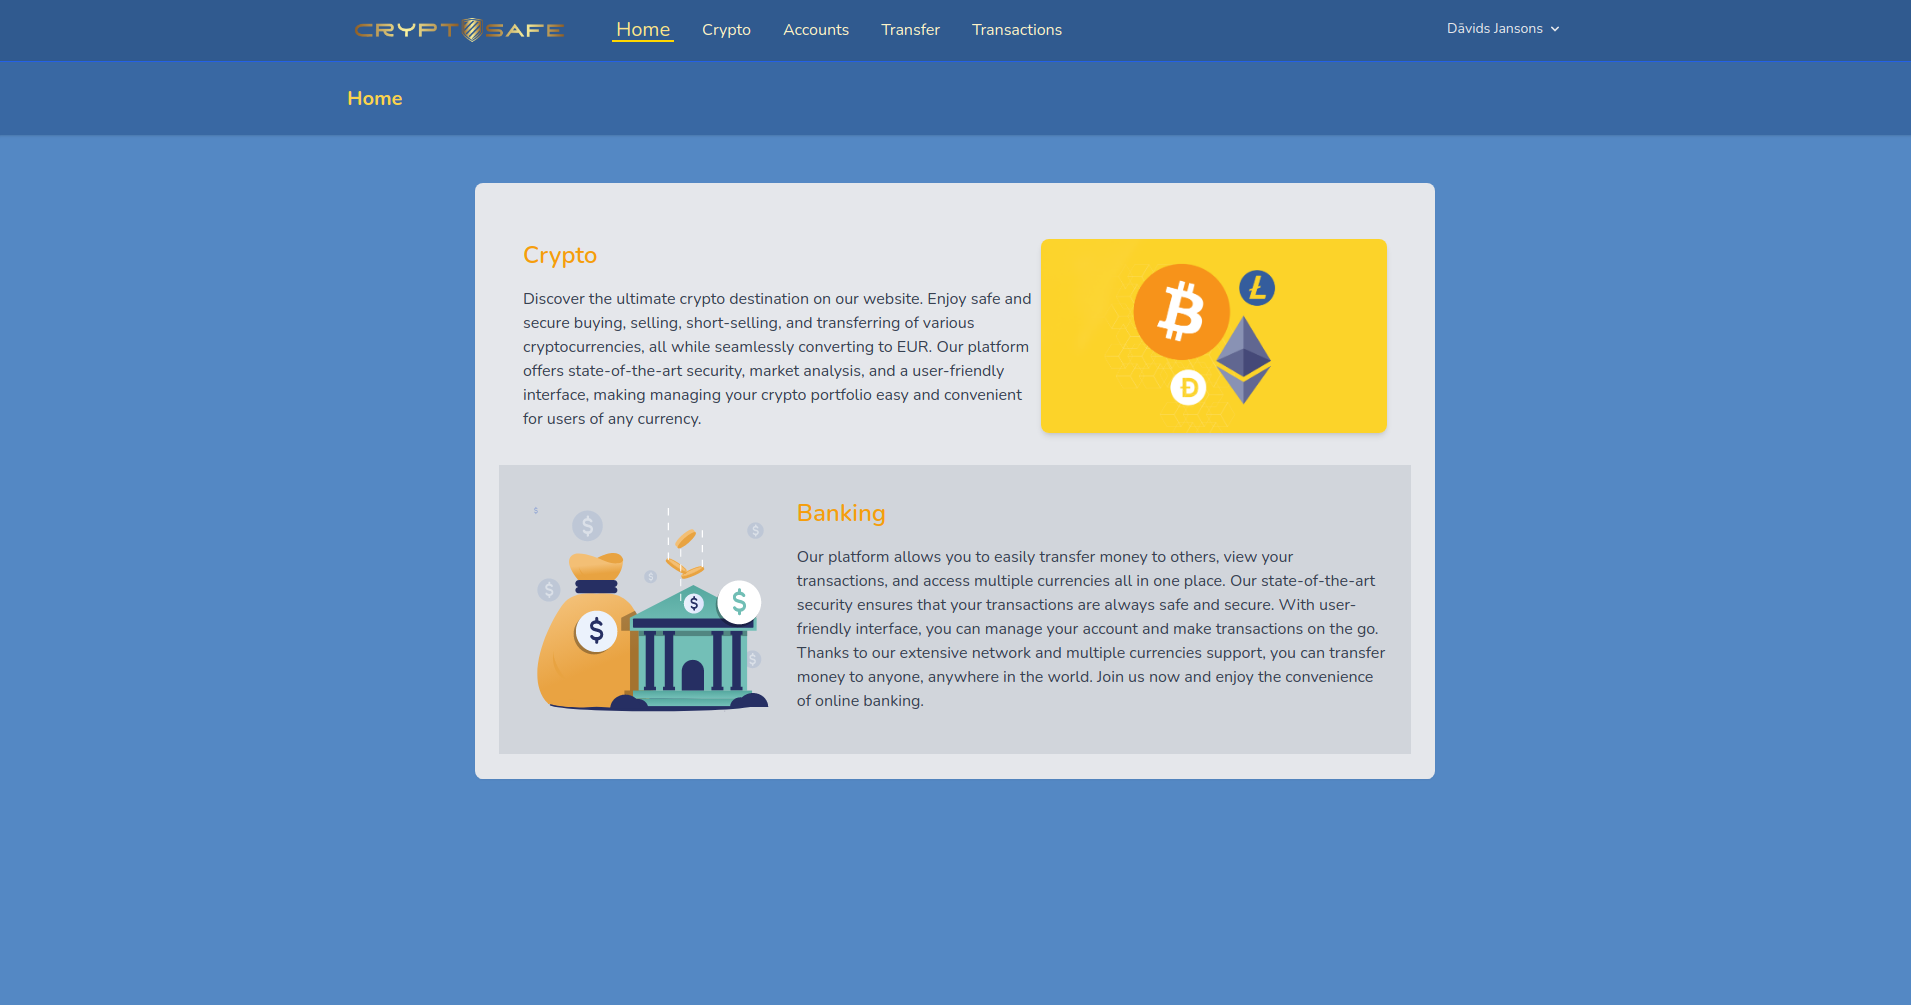 CRYPTOSAFE
Home Crypto Accounts Transfer Transactions
Dāvids Jansons
Home
Crypto
Discover the ultimate crypto destination on our website. Enjoy safe and
secure buying, selling, short-selling, and transferring of various
cryptocurrencies, all while seamlessly converting to EUR. Our platform
offers state-of-the-art security, market analysis, and a user-friendly
interface, making managing your crypto portfolio easy and convenient
for users of any currency.
Banking
Our platform allows you to easily transfer money to others, view your
transactions, and access multiple currencies all in one place. Our state-of-the-art
security ensures that your transactions are always safe and secure. With user-
friendly interface, you can manage your account and make transactions on the go.
Thanks to our extensive network and multiple currencies support, you can transfer
money to anyone, anywhere in the world. Join us now and enjoy the convenience
of online banking.